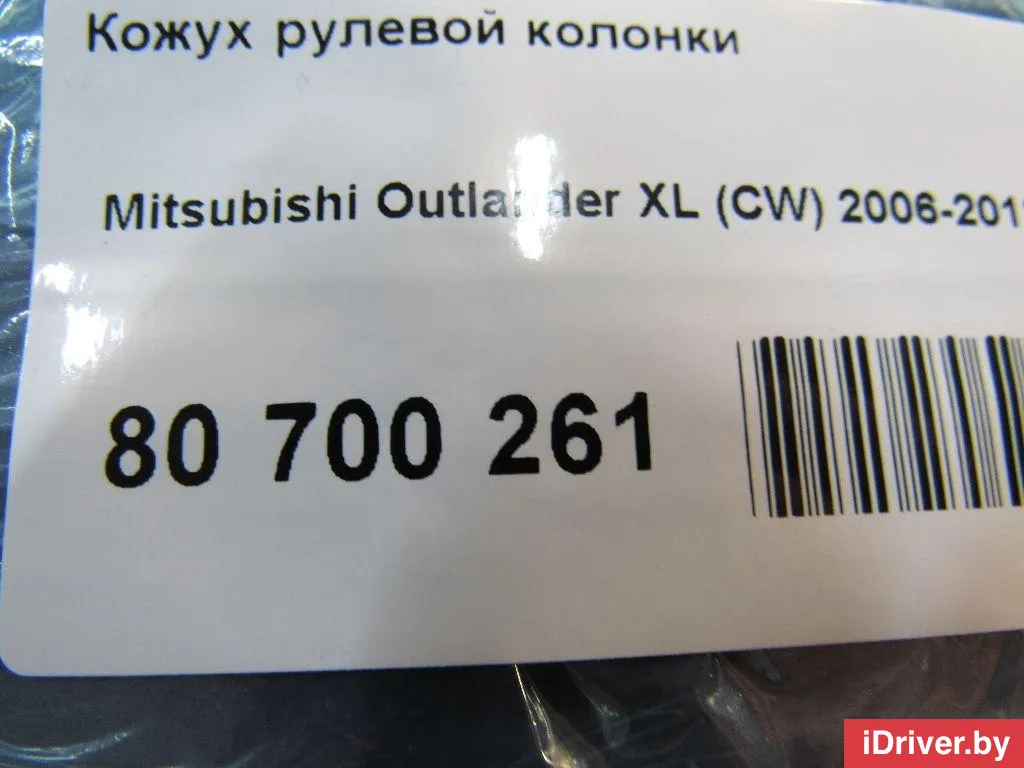 Кожух рулевой колонки
Mitsubishi Outlander XL (CW) 2006-201
80 700 261
iDriver.by